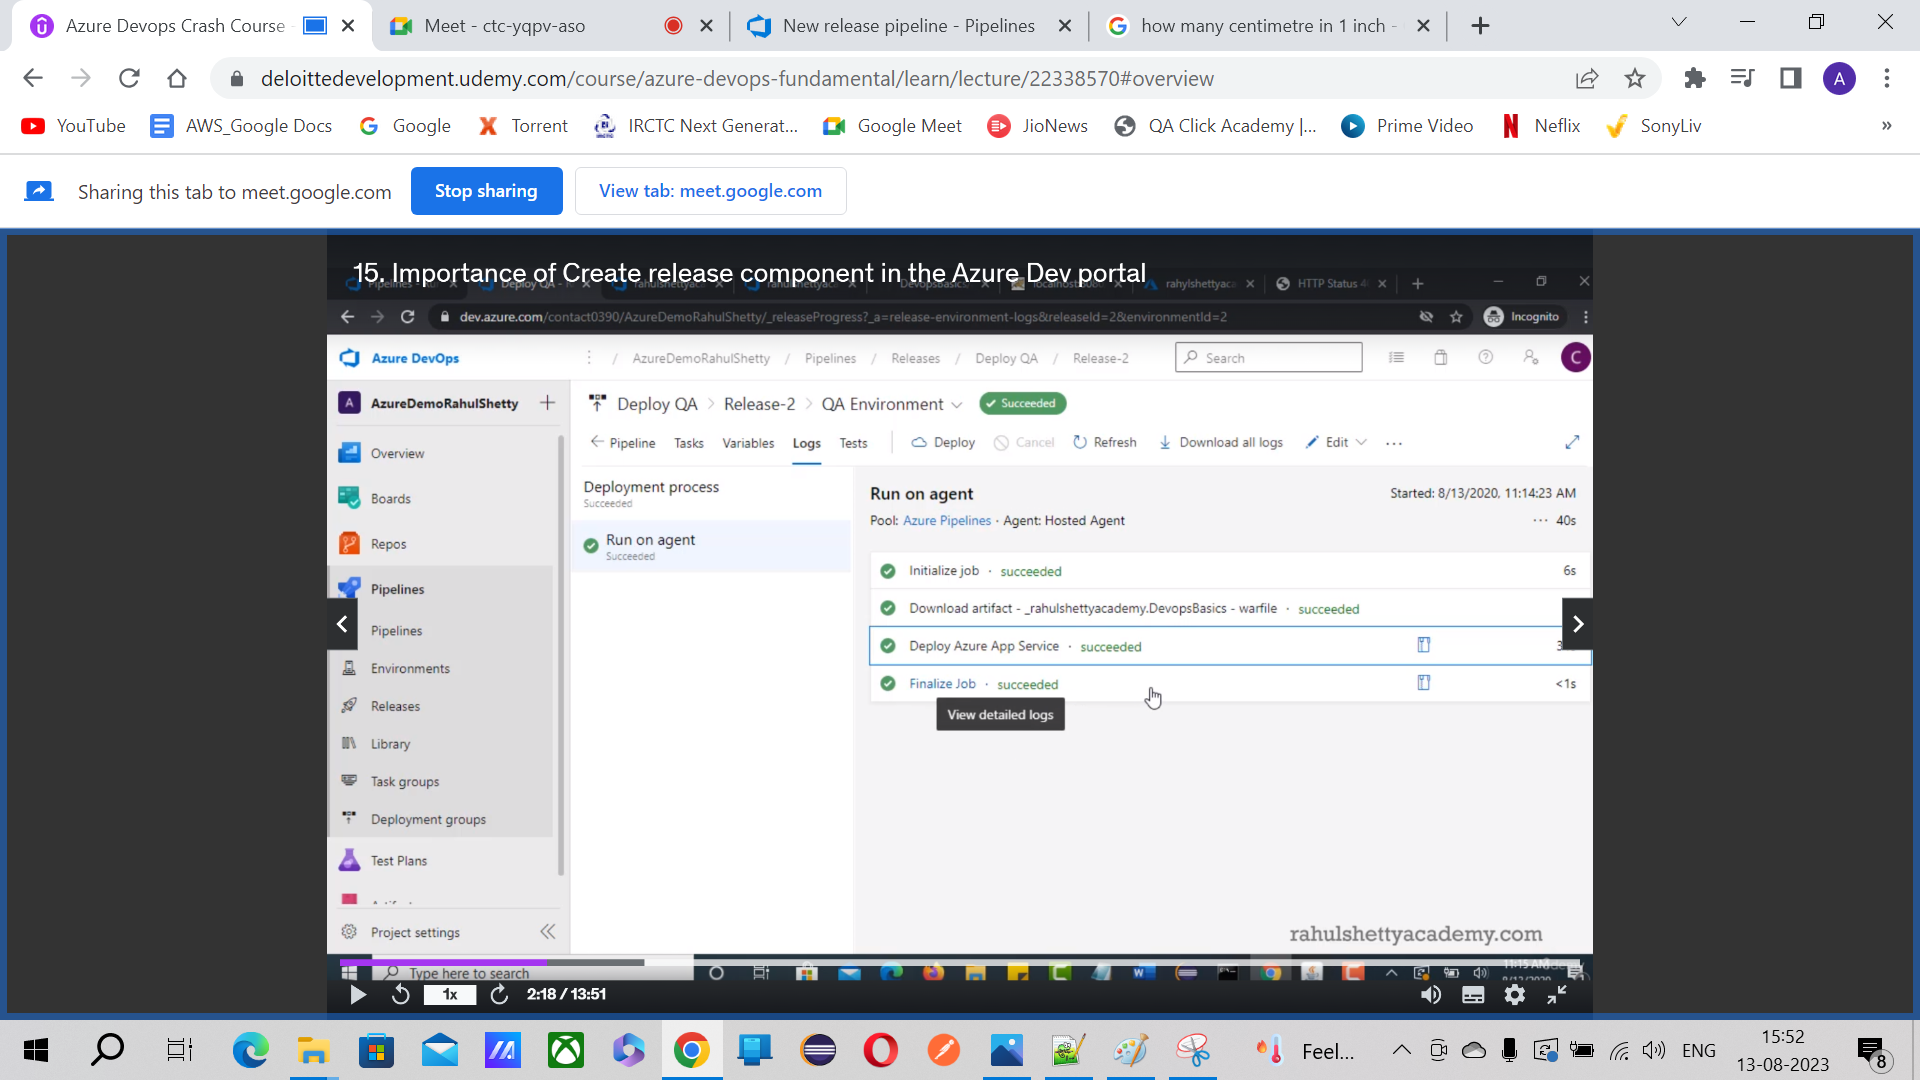 Azure Devops Crash Course
Meet - ctc-yqpv-aso
New release pipeline - Pipelines
how many centimetre in 1 inch -
deloittedevelopment.udemy.com/course/azure-devops-fundamental/learn/lecture/22338570#overview
A
YouTube
AWS_Google Docs
Google
Torrent
IRCTC Next Generat...
Google Meet
JioNews
QA Click Academy |...
Prime Video
Neflix
SonyLiv
»
Sharing this tab to meet.google.com
Stop sharing
View tab: meet.google.com
15. Importance of Create release component in the Azure Dev portal
HTTP Status
dev.azure.com/contact0390/AzureDemoRahulShetty/_releaseProgress?_a=release-environment-logs&releaseId=2&environmentId=2
Incognito
Azure DevOps
/ AzureDemoRahulShetty / Pipelines / Releases / Deploy QA / Release-2
Search
C
A AzureDemoRahulShetty
Deploy QA > Release-2 > QA Environment
Succeeded
Pipeline
Tasks
Variables
Logs
Tests
Deploy
Cancel
Refresh
Download all logs
Edit
...
Overview
Boards
Repos
Pipelines
Pipelines
Environments
Releases
Library
Task groups
Deployment groups
Test Plans
Project settings
Deployment process
Succeeded
Run on agent
Succeeded
Run on agent
Started: 8/13/2020, 11:14:23 AM
Pool: Azure Pipelines · Agent: Hosted Agent
... 40s
Initialize job · succeeded
6s
Download artifact - _rahulshettyacademy.DevopsBasics - warfile · succeeded
Deploy Azure App Service · succeeded
Finalize Job · succeeded
<1s
View detailed logs
rahulshettyacademy.com
Type here to search
1x
2:18 / 13:51
Feel...
ENG
15:52
13-08-2023
8